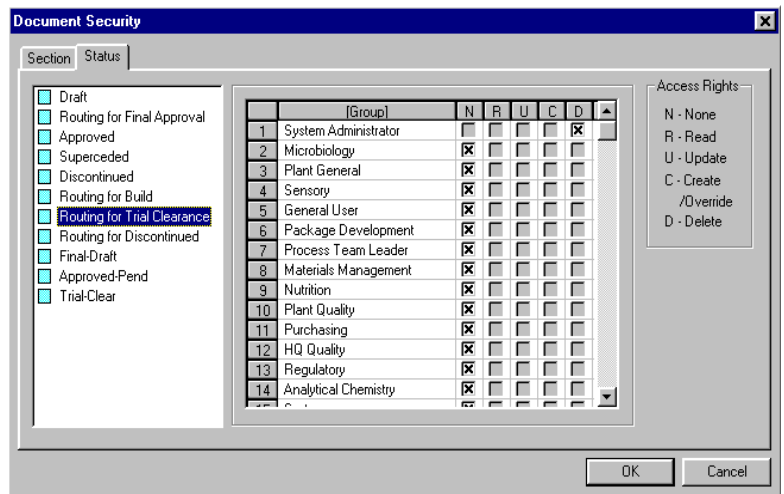 Document Security
Section Status
Draft
Routing for Final Approval
Approved
Superceded
Discontinued
Routing for Build
Routing for Trial Clearance
Routing for Discontinued
Final-Draft
Approved-Pend
Trial-Clear
[Group] N R U C D
1 System Administrator
2 Microbiology
3 Plant General
4 Sensory
5 General User
6 Package Development
7 Process Team Leader
8 Materials Management
9 Nutrition
10 Plant Quality
11 Purchasing
12 HQ Quality
13 Regulatory
14 Analytical Chemistry
Access Rights
N - None
R - Read
U - Update
C - Create
/Override
D - Delete
OK Cancel